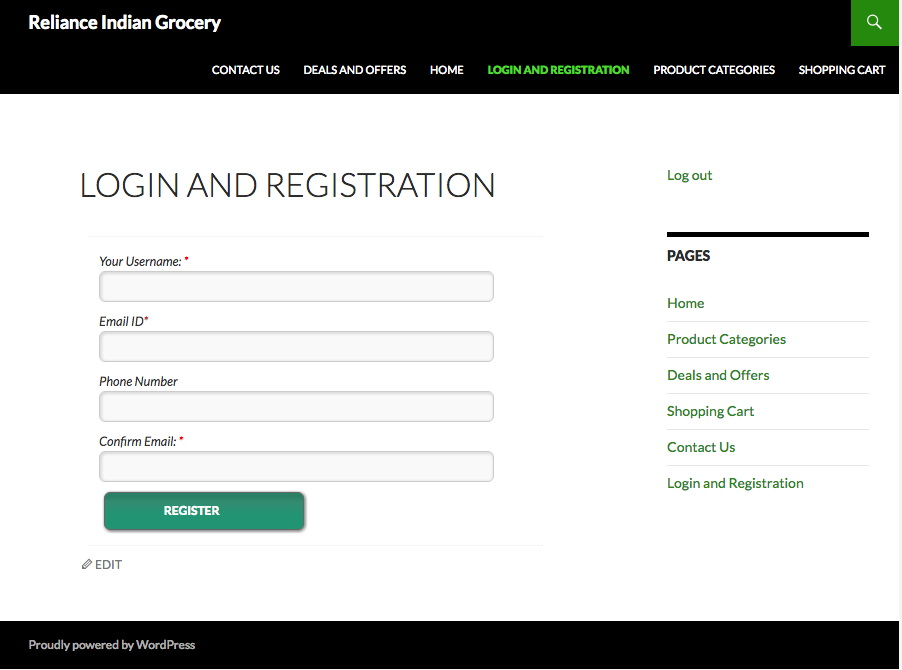 Reliance Indian Grocery
CONTACT US DEALS AND OFFERS HOME LOGIN AND REGISTRATION PRODUCT CATEGORIES SHOPPING CART
LOGIN AND REGISTRATION
Your Username: *
Email ID*
Phone Number
Confirm Email: *
REGISTER
EDIT
Log out
PAGES
Home
Product Categories
Deals and Offers
Shopping Cart
Contact Us
Login and Registration
Proudly powered by WordPress